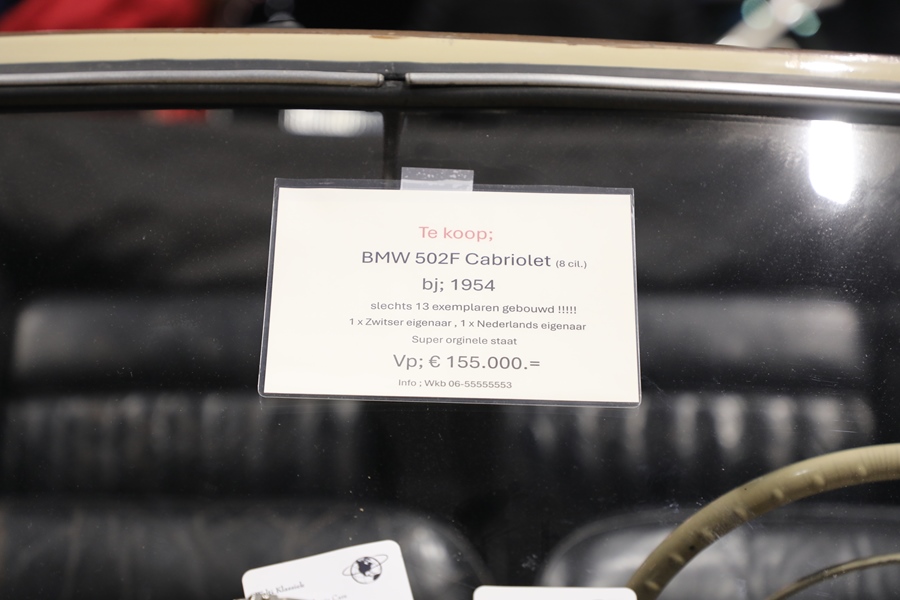 Te koop;
BMW 502F Cabriolet (8 cil.)
bj; 1954
slechts 13 exemplaren gebouwd !!!!!
1 x Zwitser eigenaar , 1 x Nederlands eigenaar
Super orginele staat
Vp; € 155.000.=
Info ; Wkb 06-55555553